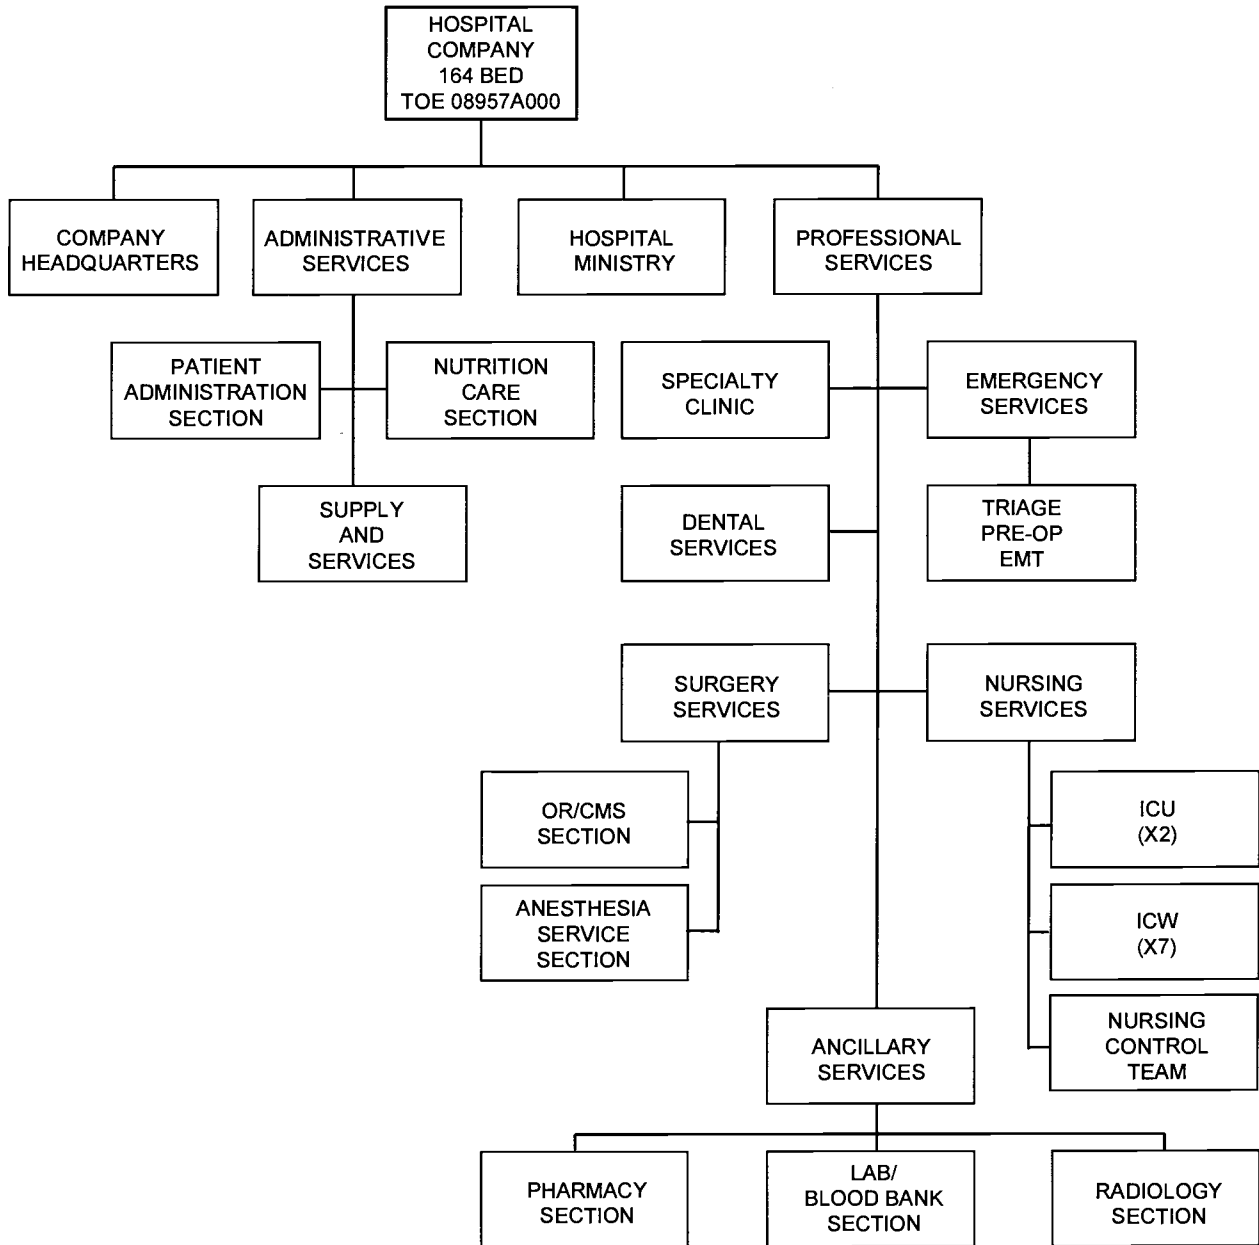 HOSPITAL
COMPANY
164 BED
TOE 08957A000
COMPANY
HEADQUARTERS
ADMINISTRATIVE
SERVICES
HOSPITAL
MINISTRY
PROFESSIONAL
SERVICES
PATIENT
ADMINISTRATION
SECTION
NUTRITION
CARE
SECTION
SPECIALTY
CLINIC
EMERGENCY
SERVICES
SUPPLY
AND
SERVICES
DENTAL
SERVICES
TRIAGE
PRE-OP
EMT
SURGERY
SERVICES
NURSING
SERVICES
OR/CMS
SECTION
ICU
(X2)
ANESTHESIA
SERVICE
SECTION
ICW
(X7)
ANCILLARY
SERVICES
NURSING
CONTROL
TEAM
PHARMACY
SECTION
LAB/
BLOOD BANK
SECTION
RADIOLOGY
SECTION